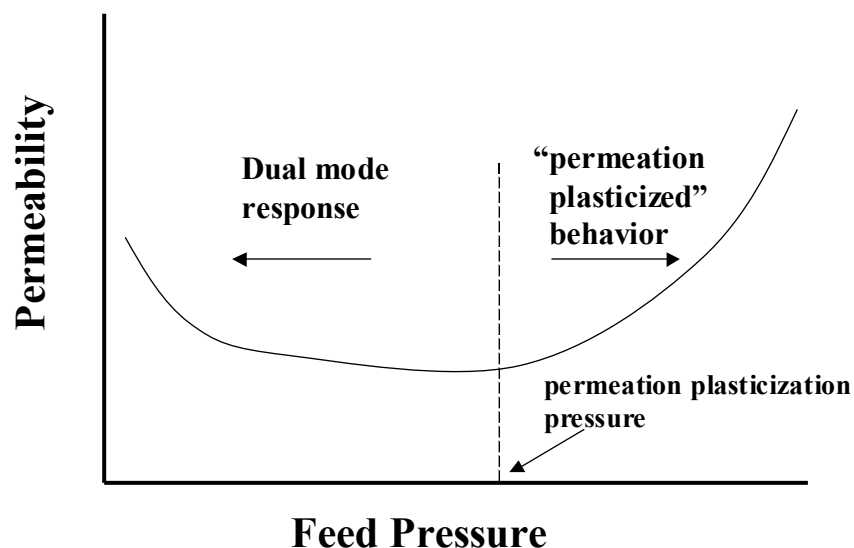 Permeability
Dual mode
response
“permeation
plasticized”
behavior
permeation plasticization
pressure
Feed Pressure